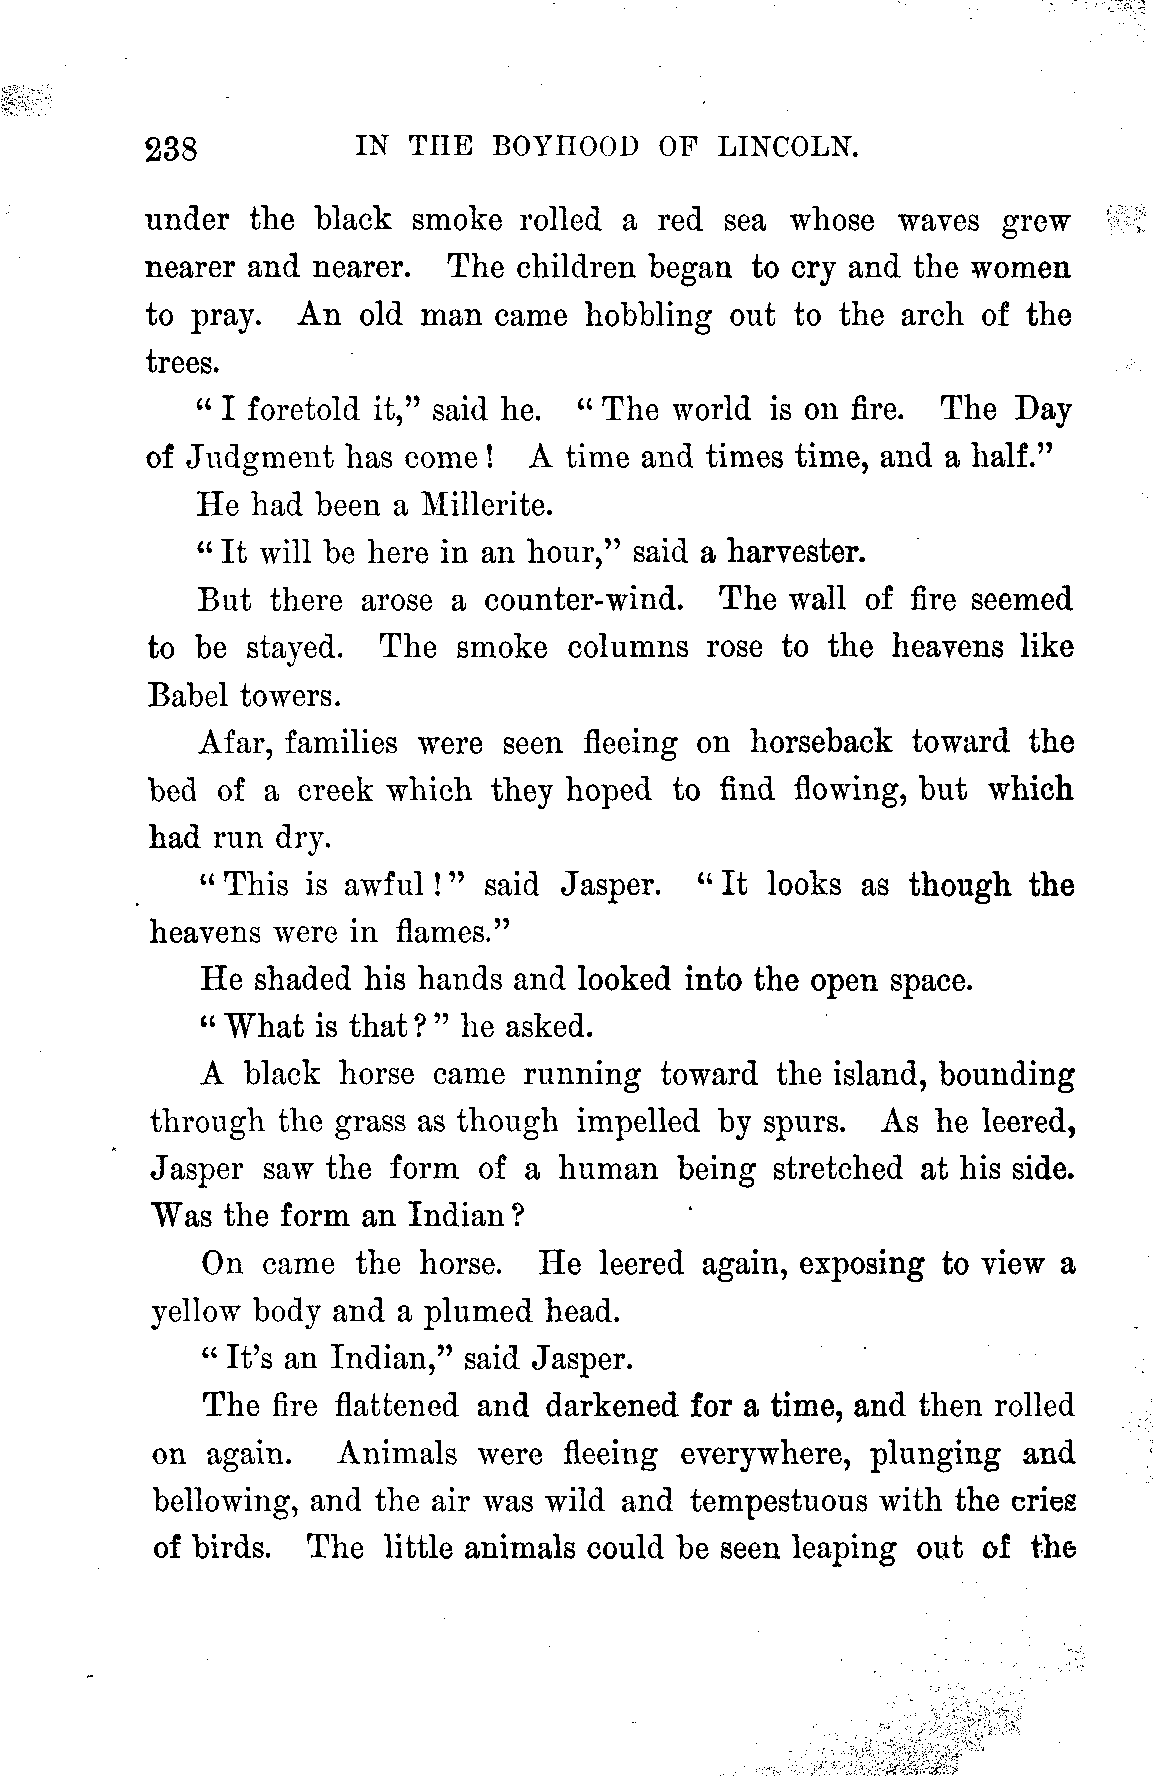 238 IN THE BOYHOOD OF LINCOLN.
under the black smoke rolled a red sea whose waves grew
nearer and nearer. The children began to cry and the women
to pray. An old man came hobbling out to the arch of the
trees.
“ I foretold it,” said he. “ The world is on fire. The Day
of Judgment has come ! A time and times time, and a half.”
He had been a Millerite.
“ It will be here in an hour,” said a harvester.
But there arose a counter-wind. The wall of fire seemed
to be stayed. The smoke columns rose to the heavens like
Babel towers.
Afar, families were seen fleeing on horseback toward the
bed of a creek which they hoped to find flowing, but which
had run dry.
“ This is awful ! ” said Jasper. “ It looks as though the
heavens were in flames.”
He shaded his hands and looked into the open space.
“ What is that ? ” he asked.
A black horse came running toward the island, bounding
through the grass as though impelled by spurs. As he leered,
Jasper saw the form of a human being stretched at his side.
Was the form an Indian ?
On came the horse. He leered again, exposing to view a
yellow body and a plumed head.
“ It’s an Indian,” said Jasper.
The fire flattened and darkened for a time, and then rolled
on again. Animals were fleeing everywhere, plunging and
bellowing, and the air was wild and tempestuous with the cries
of birds. The little animals could be seen leaping out of the